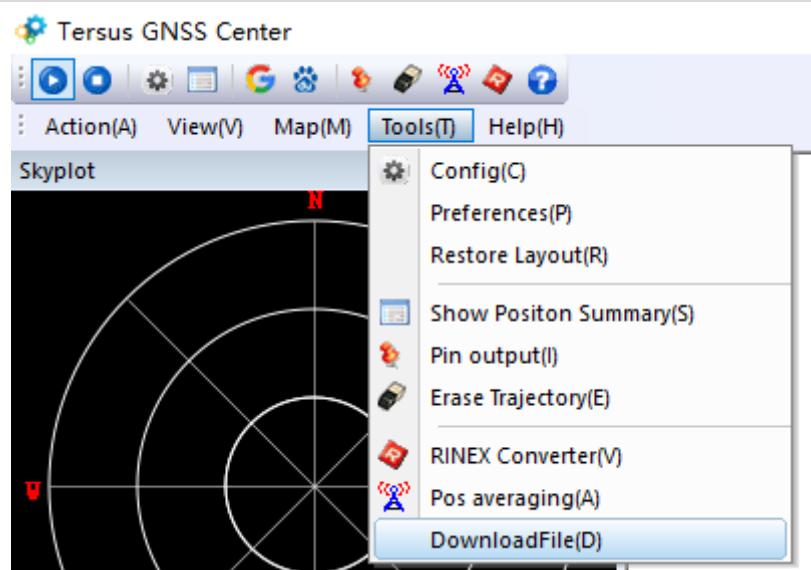 Tersus GNSS Center
Action(A) View(V) Map(M) Tools(T) Help(H)
Skyplot
N
W
Config(C)
Preferences(P)
Restore Layout(R)
Show Positon Summary(S)
Pin output(I)
Erase Trajectory(E)
RINEX Converter(V)
Pos averaging(A)
DownloadFile(D)